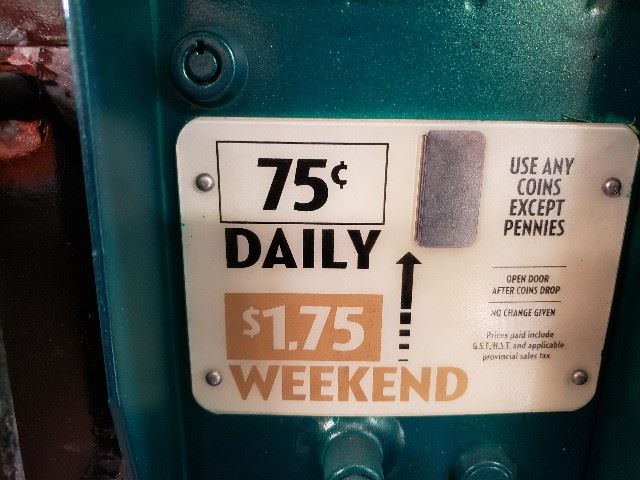 75¢
DAILY
$1.75
WEEKEND
USE ANY
COINS
EXCEPT
PENNIES
OPEN DOOR
AFTER COINS DROP
NO CHANGE GIVEN
Prices paid include
G.S.T./H.S.T. and applicable
provincial sales tax.